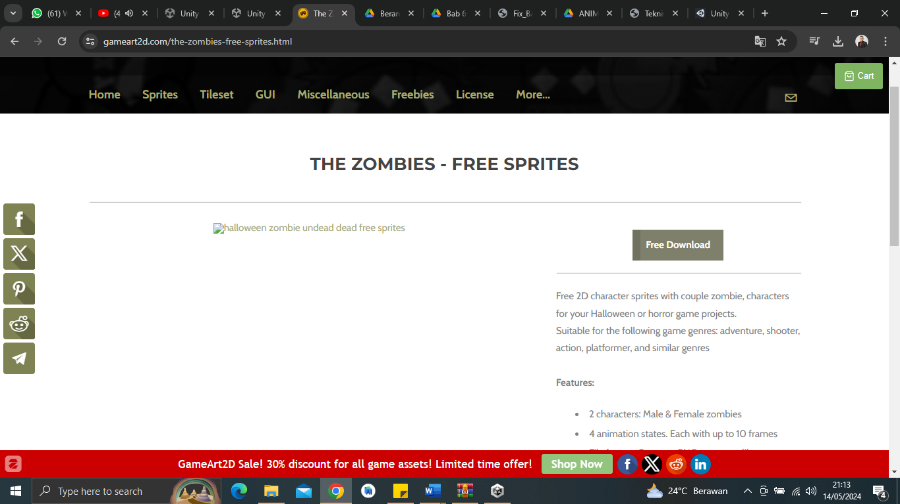 (61) V
(4
Unity
Unity
The Z
Beran
Bab 6
Fix_B
ANIM
Tekni
Unity
gameart2d.com/the-zombies-free-sprites.html
Cart
Home Sprites Tileset GUI Miscellaneous Freebies License More...
THE ZOMBIES - FREE SPRITES
halloween zombie undead dead free sprites
Free Download
Free 2D character sprites with couple zombie, characters
for your Halloween or horror game projects.
Suitable for the following game genres: adventure, shooter,
action, platformer, and similar genres
Features:
2 characters: Male & Female zombies
4 animation states. Each with up to 10 frames
GameArt2D Sale! 30% discount for all game assets! Limited time offer!
Shop Now
Type here to search
24°C Berawan
21:13
14/05/2024
4